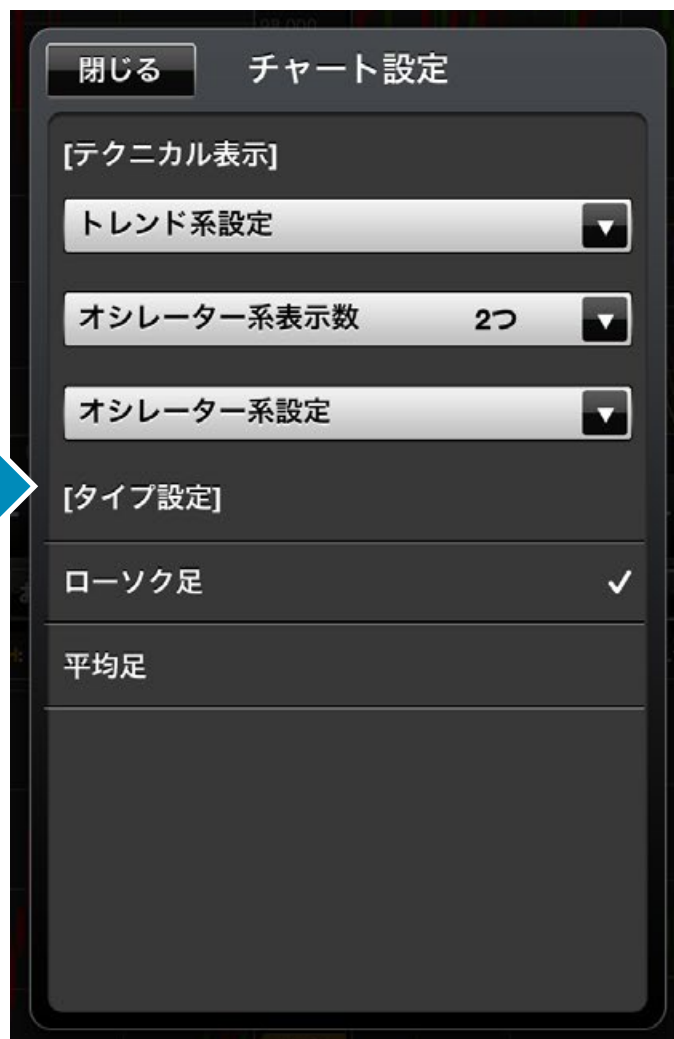 閉じる チャート設定
[テクニカル表示]
トレンド系設定
オシレーター系表示数 2つ
オシレーター系設定
[タイプ設定]
ローソク足
平均足